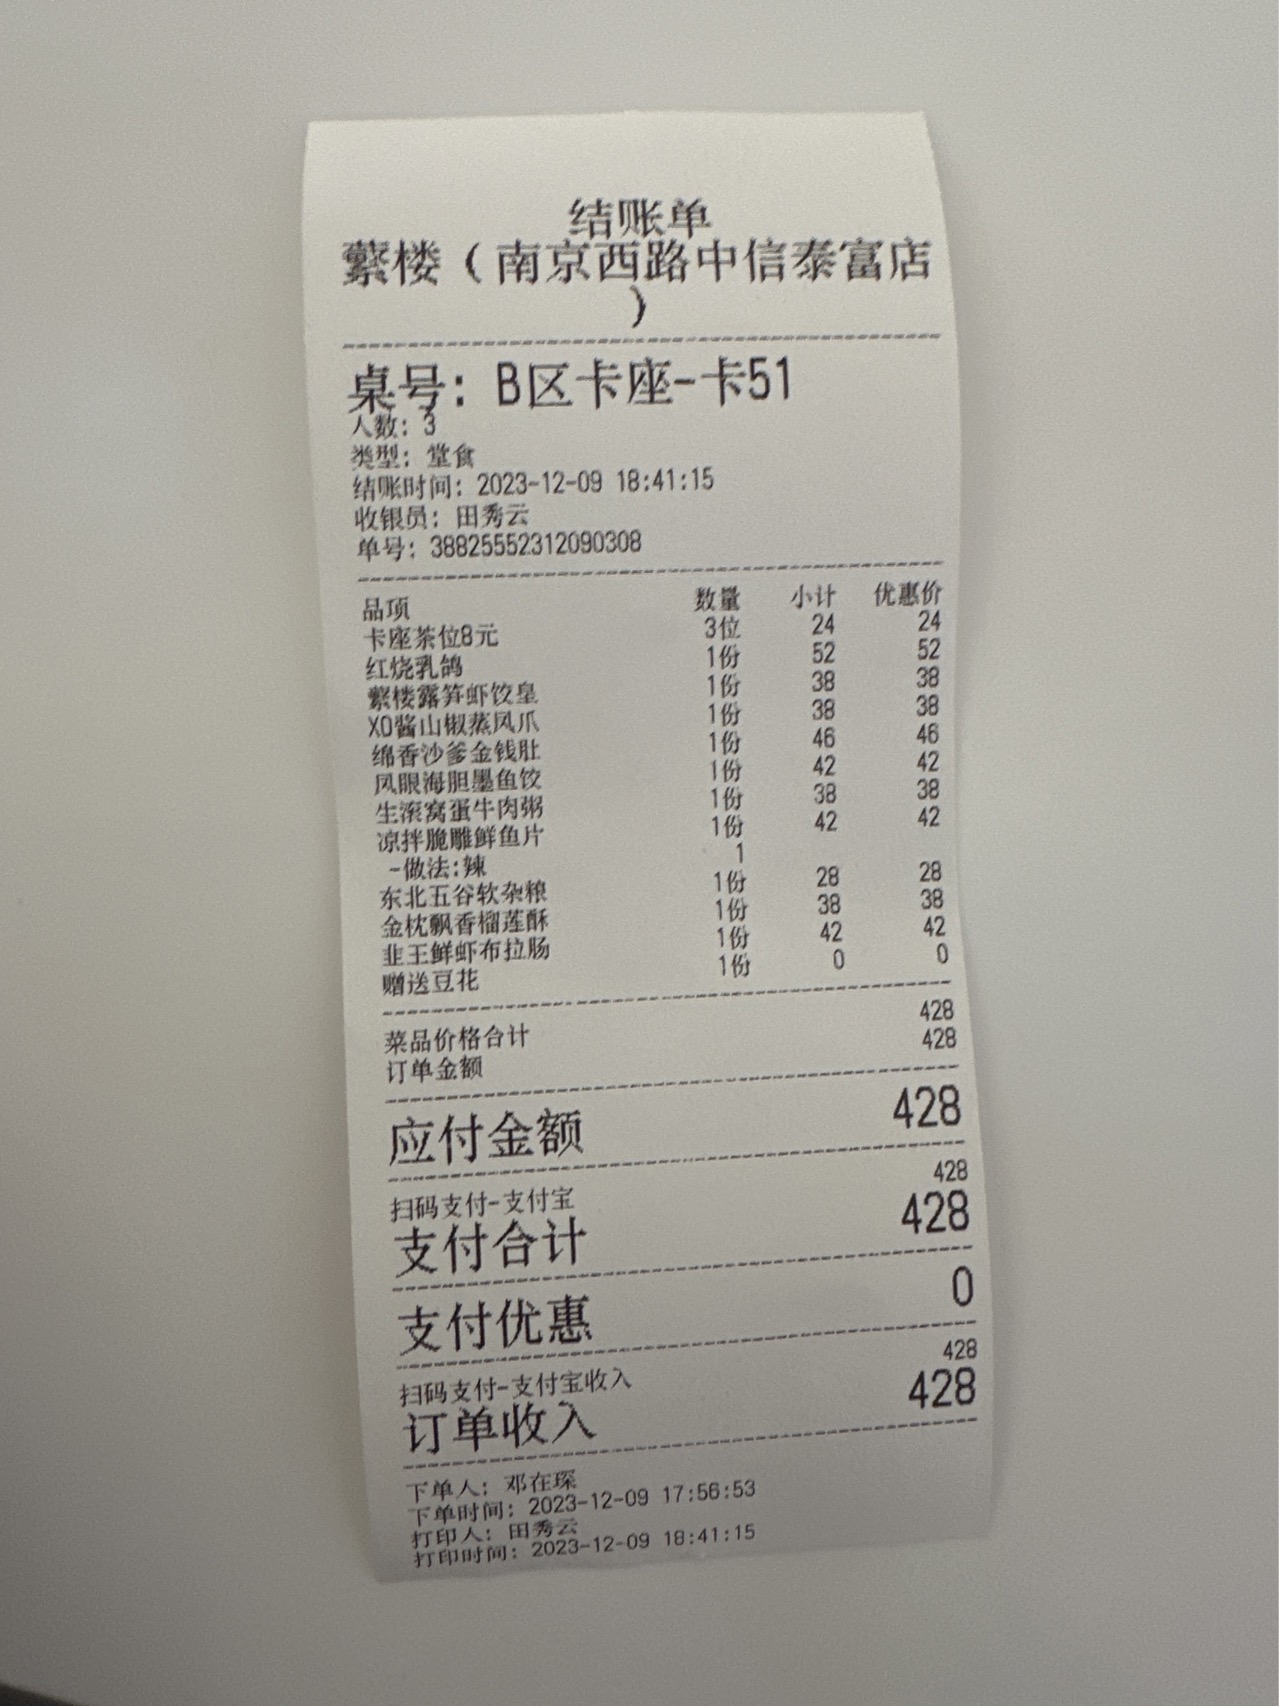 结账单
蘩楼（南京西路中信泰富店
）
桌号：B区卡座-卡51
人数：3
类型：堂食
结账时间：2023-12-09 18:41:15
收银员：田秀云
单号：38825552312090308
品项 数量 小计 优惠价
卡座茶位8元 3位 24 24
红烧乳鸽 1份 52 52
蘩楼露笋虾饺皇 1份 38 38
XO酱山椒蒸凤爪 1份 38 38
绵香沙爹金钱肚 1份 46 46
凤眼海胆墨鱼饺 1份 42 42
生滚窝蛋牛肉粥 1份 38 38
凉拌脆雕鲜鱼片 1份 42 42
-做法:辣 1
东北五谷软杂粮 1份 28 28
金枕飘香榴莲酥 1份 38 38
韭王鲜虾布拉肠 1份 42 42
赠送豆花 1份 0 0
菜品价格合计 428
订单金额 428
应付金额 428
扫码支付-支付宝 428
支付合计 428
支付优惠 0
扫码支付-支付宝收入 428
订单收入 428
下单人：邓在琛
下单时间：2023-12-09 17:56:53
打印人：田秀云
打印时间：2023-12-09 18:41:15